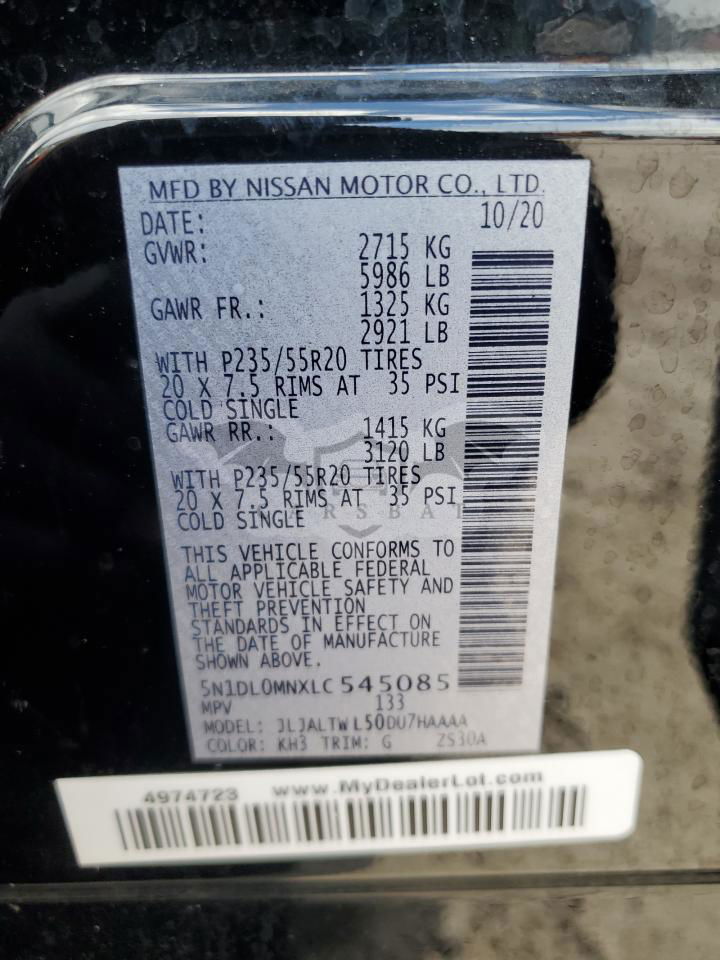 MFD BY NISSAN MOTOR CO., LTD.
DATE: 10/20
GVWR: 2715 KG
5986 LB
GAWR FR.: 1325 KG
2921 LB
WITH P235/55R20 TIRES
20 X 7.5 RIMS AT 35 PSI
COLD SINGLE
GAWR RR.: 1415 KG
3120 LB
WITH P235/55R20 TIRES
20 X 7.5 RIMS AT 35 PSI
COLD SINGLE
THIS VEHICLE CONFORMS TO
ALL APPLICABLE FEDERAL
MOTOR VEHICLE SAFETY AND
THEFT PREVENTION
STANDARDS IN EFFECT ON
THE DATE OF MANUFACTURE
SHOWN ABOVE.
5N1DL0MNXLC 545085
MPV 133
MODEL: JLJALTWL50DU7HAAAA
COLOR: KH3 TRIM: G ZS30A
4974723 www.MyDealerLot.com